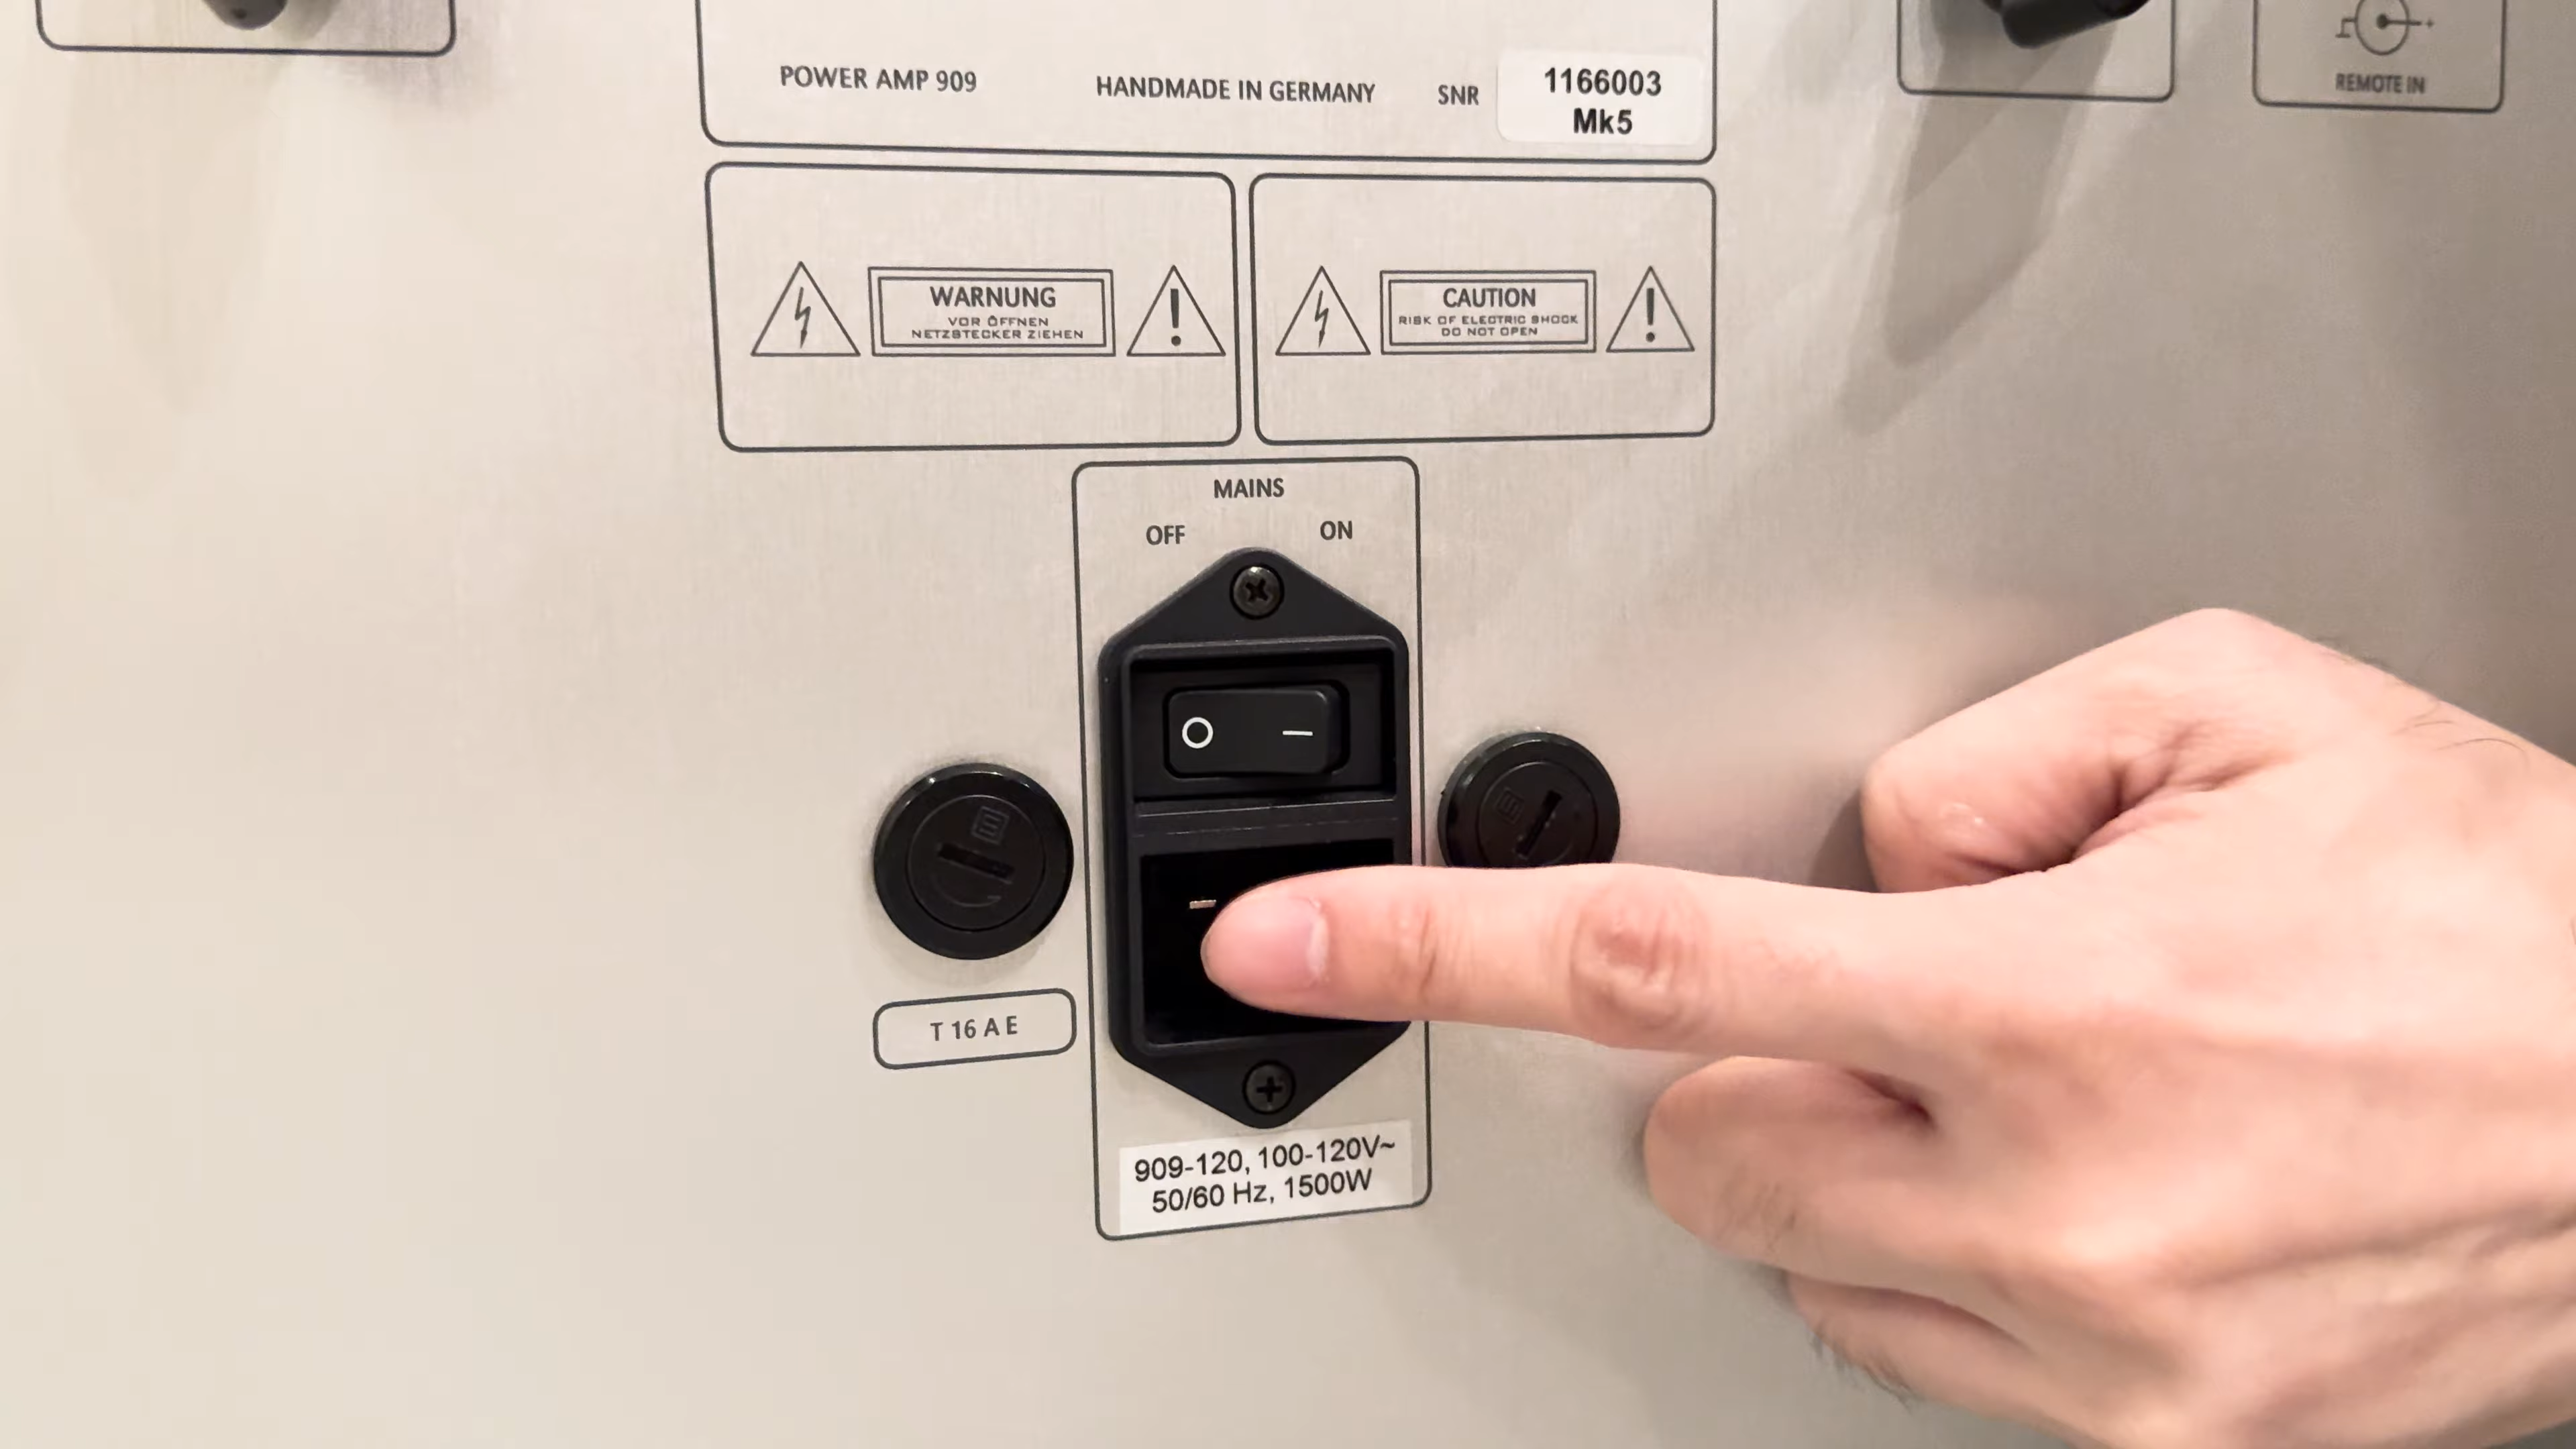 POWER AMP 909 HANDMADE IN GERMANY SNR 1166003
Mk5
REMOTE IN
WARNUNG
VOR ÖFFNEN
NETZSTECKER ZIEHEN
CAUTION
RISK OF ELECTRIC SHOCK
DO NOT OPEN
MAINS
OFF ON
T 16 A E
909-120, 100-120V~
50/60 Hz, 1500W